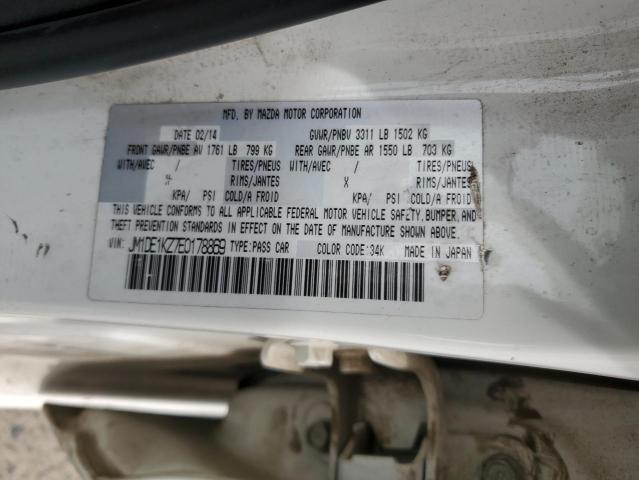 MFD. BY MAZDA MOTOR CORPORATION
DATE 02/14 GVWR/PNBV 3311 LB 1502 KG
FRONT GAWR/PNBE AV 1761 LB 799 KG REAR GAWR/PNBE AR 1550 LB 703 KG
WITH/AVEC / TIRES/PNEUS WITH/AVEC / TIRES/PNEUS
X RIMS/JANTES X RIMS/JANTES
KPA/ PSI COLD/A FROID KPA/ PSI COLD/A FROID
THIS VEHICLE CONFORMS TO ALL APPLICABLE FEDERAL MOTOR VEHICLE SAFETY,BUMPER,AND
THEFT PREVENTION STANDARDS IN EFFECT ON THE DATE OF MANUFACTURE SHOWN ABOVE.
VIN: JM1DE1KZ7E0178869 TYPE:PASS CAR COLOR CODE:34K MADE IN JAPAN